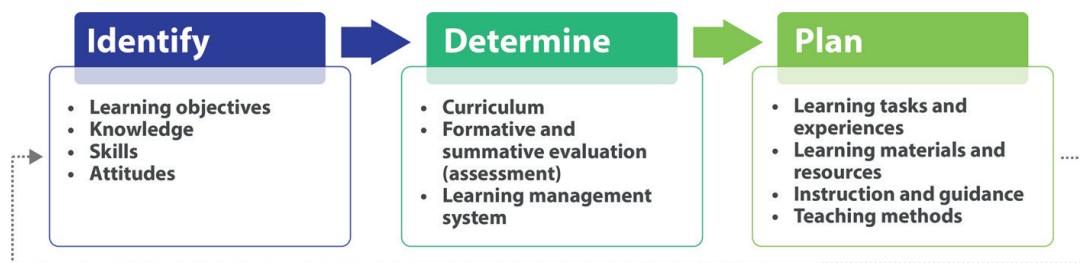 Identify
• Learning objectives
• Knowledge
• Skills
• Attitudes
Determine
• Curriculum
• Formative and
summative evaluation
(assessment)
• Learning management
system
Plan
• Learning tasks and
experiences
• Learning materials and
resources
• Instruction and guidance
• Teaching methods